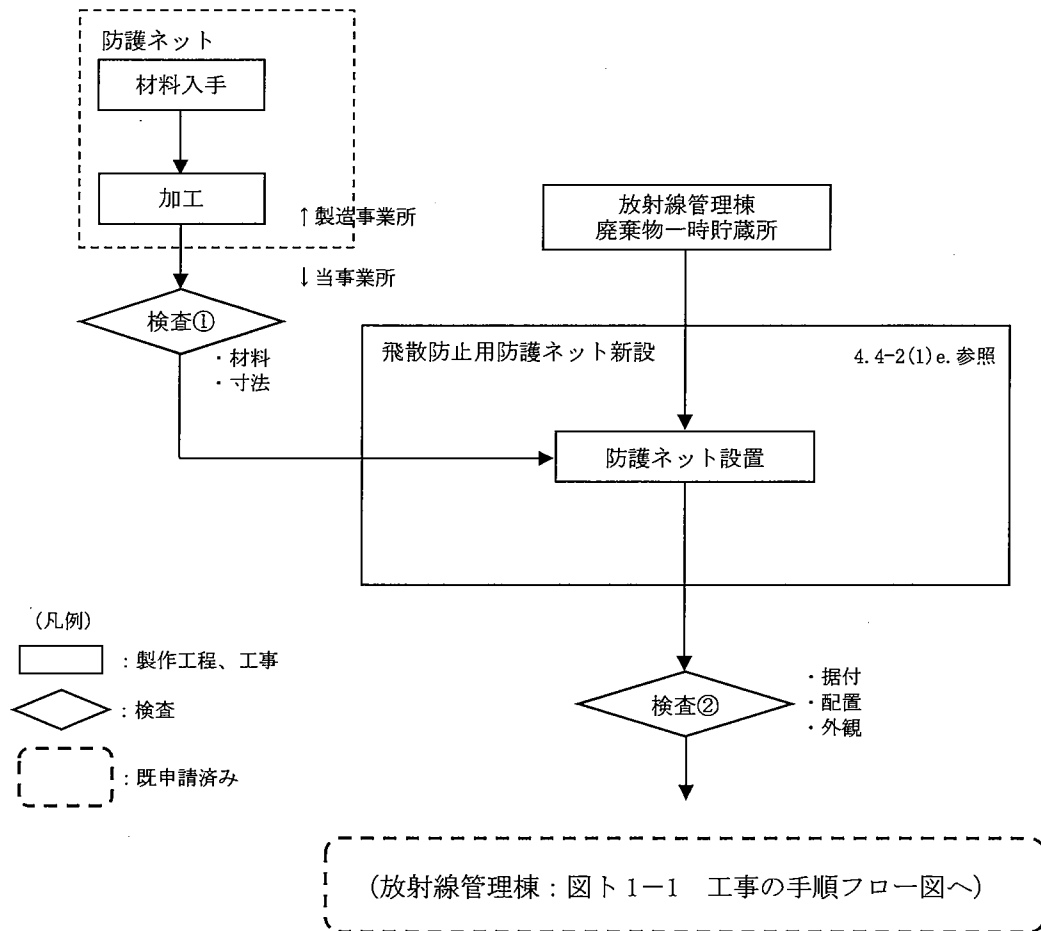 防護ネット
材料入手
加工
↑製造事業所
↓当事業所
検査①
・材料
・寸法
放射線管理棟
廃棄物一時貯蔵所
飛散防止用防護ネット新設
4.4-2(1)e.参照
防護ネット設置
検査②
・据付
・配置
・外観
(凡例)
：製作工程、工事
：検査
：既申請済み
(放射線管理棟：図ト1－1　工事の手順フロー図へ)